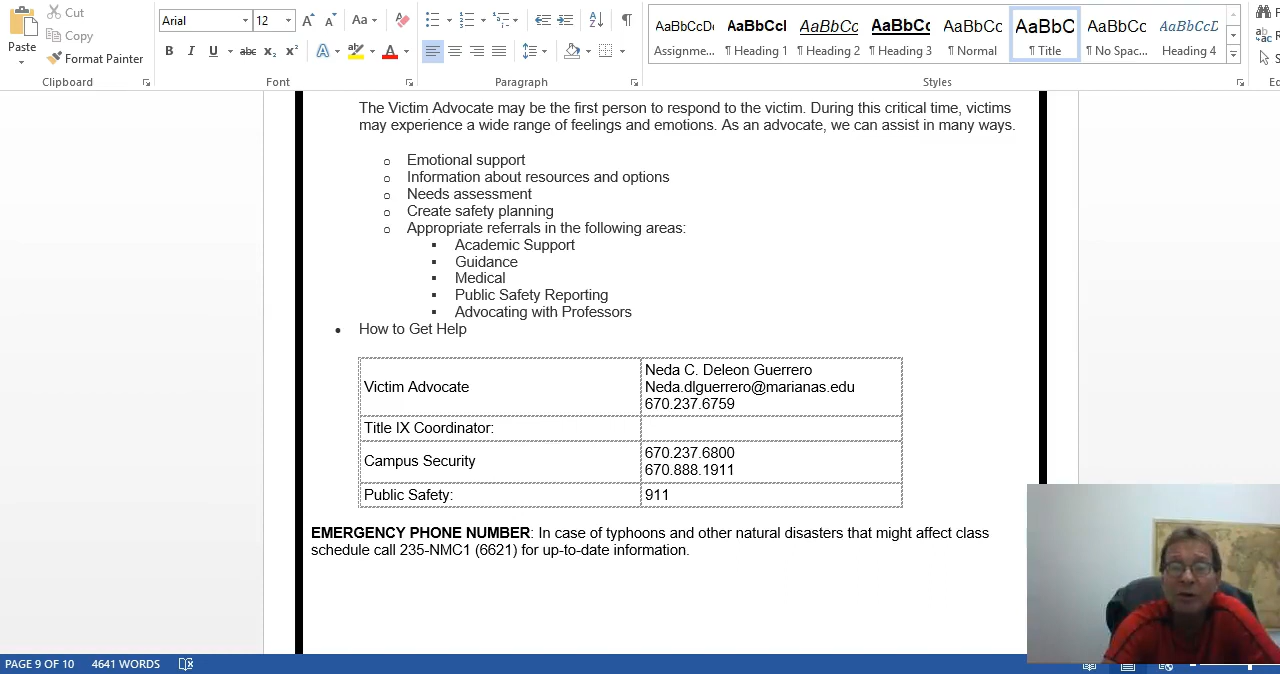 Cut
Copy
Format Painter
Paste
Clipboard
Arial
12
Aa
B I U abc x₂ x²
Font
Paragraph
AaBbCcDc AaBbCcI AaBbCc AaBbCc AaBbCc AaBbC AaBbCc AaBbCcD
Assignme... ¶ Heading 1 ¶ Heading 2 ¶ Heading 3 ¶ Normal ¶ Title ¶ No Spac... Heading 4
Styles
The Victim Advocate may be the first person to respond to the victim. During this critical time, victims
may experience a wide range of feelings and emotions. As an advocate, we can assist in many ways.
Emotional support
Information about resources and options
Needs assessment
Create safety planning
Appropriate referrals in the following areas:
Academic Support
Guidance
Medical
Public Safety Reporting
Advocating with Professors
How to Get Help
Victim Advocate
Neda C. Deleon Guerrero
Neda.dlguerrero@marianas.edu
670.237.6759
Title IX Coordinator:
Campus Security
670.237.6800
670.888.1911
Public Safety:
911
EMERGENCY PHONE NUMBER: In case of typhoons and other natural disasters that might affect class
schedule call 235-NMC1 (6621) for up-to-date information.
PAGE 9 OF 10 4641 WORDS